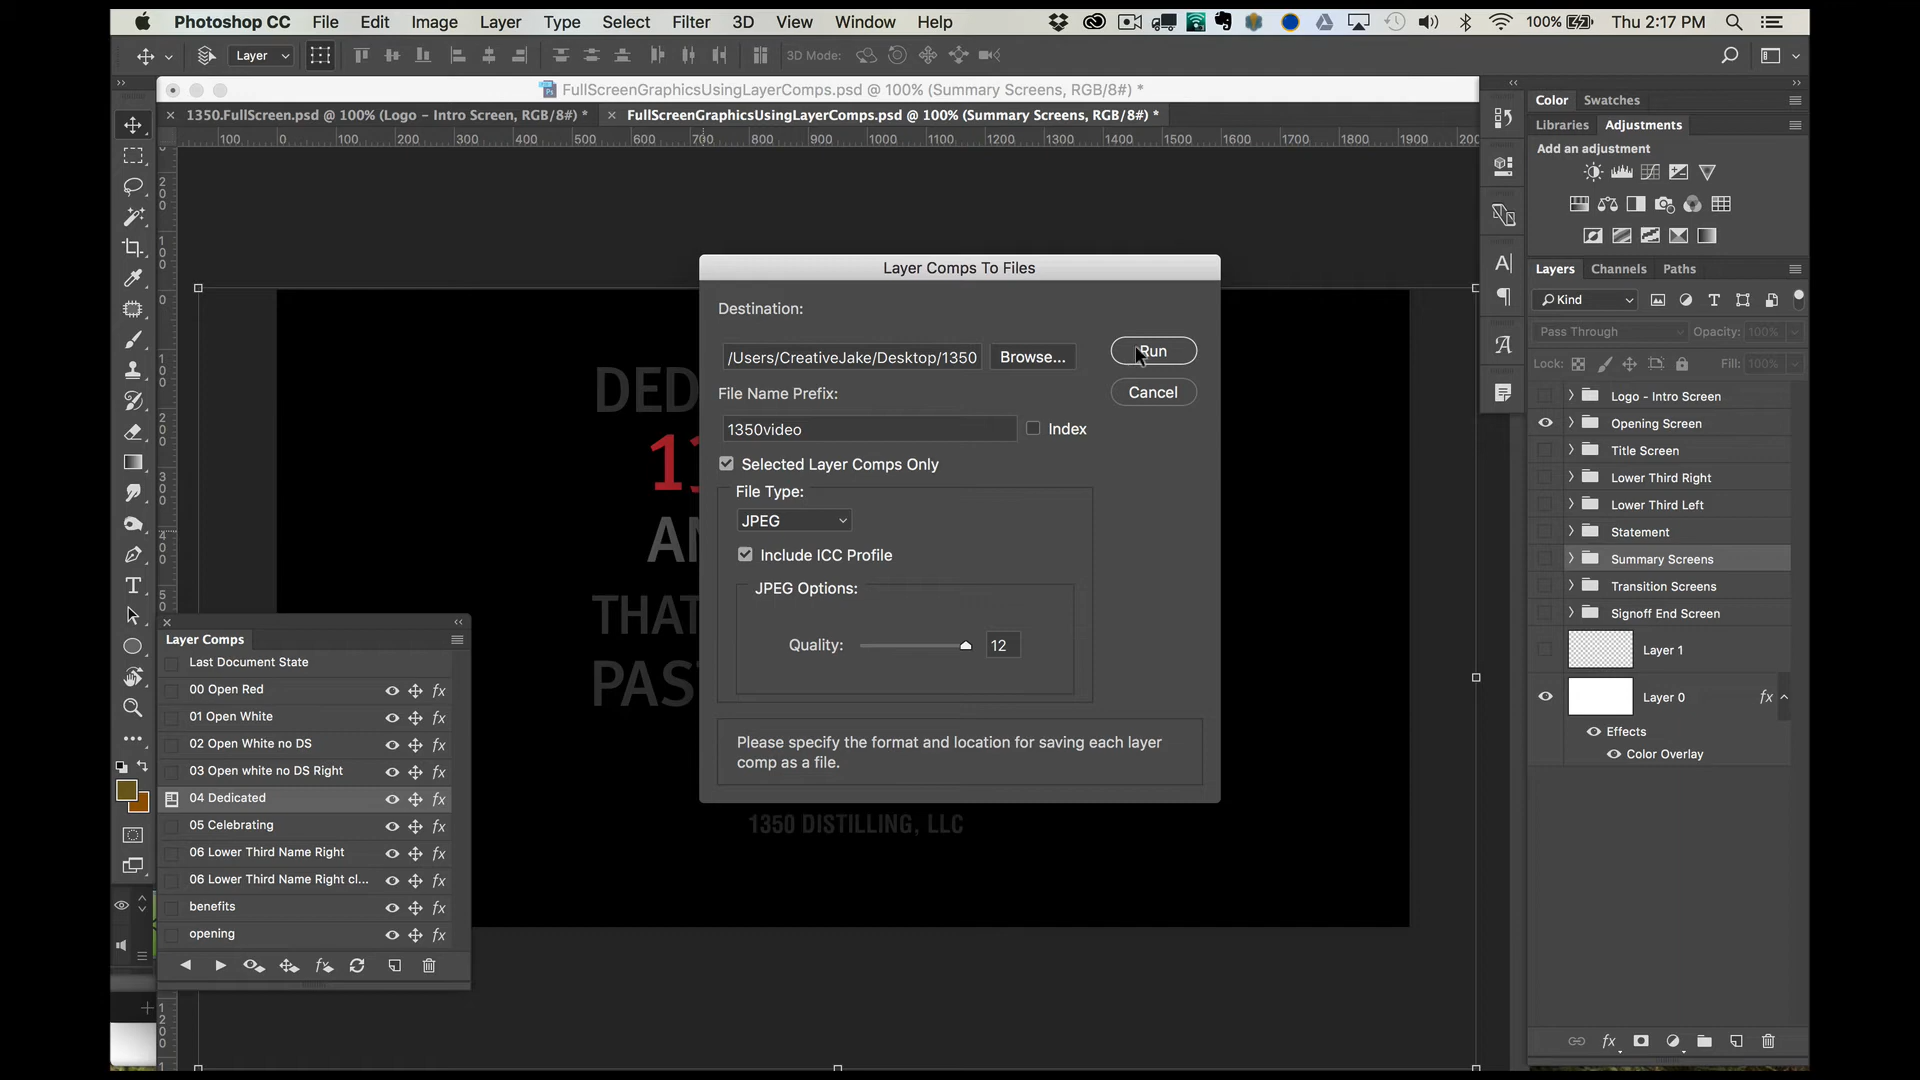 Photoshop CC File Edit Image Layer Type Select Filter 3D View Window Help 100% Thu 2:17 PM
Layer 3D Mode:
FullScreenGraphicsUsingLayerComps.psd @ 100% (Summary Screens, RGB/8#) *
1350.FullScreen.psd @ 100% (Logo - Intro Screen, RGB/8#) *
FullScreenGraphicsUsingLayerComps.psd @ 100% (Summary Screens, RGB/8#) *
100 0 100 200 300 400 500 600 700 800 900 1000 1100 1200 1300 1400 1500 1600 1700 1800 1900
Layer Comps To Files
Destination:
/Users/CreativeJake/Desktop/1350
Browse...
Run
Cancel
File Name Prefix:
1350video
Index
Selected Layer Comps Only
File Type:
JPEG
Include ICC Profile
JPEG Options:
Quality: 12
Please specify the format and location for saving each layer
comp as a file.
DED
AN
THAT
PAS
1350 DISTILLING, LLC
Layer Comps
Last Document State
00 Open Red
01 Open White
02 Open White no DS
03 Open white no DS Right
04 Dedicated
05 Celebrating
06 Lower Third Name Right
06 Lower Third Name Right cl...
benefits
opening
Color Swatches
Libraries Adjustments
Add an adjustment
Layers Channels Paths
Kind
Pass Through Opacity: 100%
Lock: Fill: 100%
Logo - Intro Screen
Opening Screen
Title Screen
Lower Third Right
Lower Third Left
Statement
Summary Screens
Transition Screens
Signoff End Screen
Layer 1
Layer 0 fx
Effects
Color Overlay